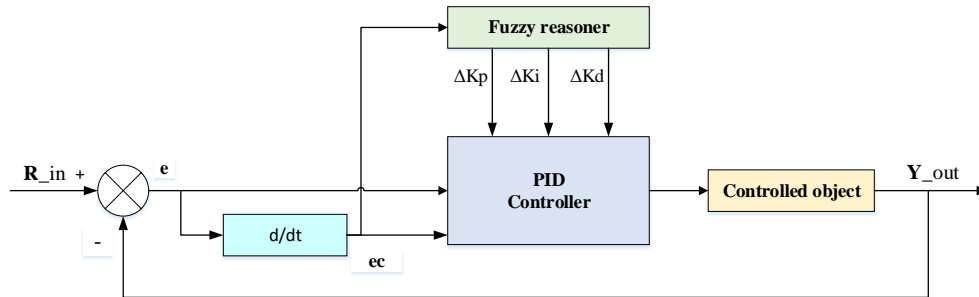 Fuzzy reasoner
ΔKp ΔKi ΔKd
R_in +
e
PID
Controller
Controlled object
Y_out
-
d/dt
ec